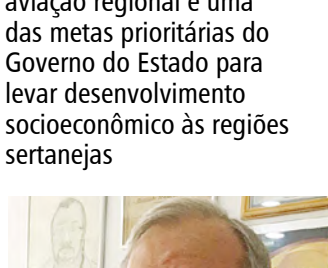 aviação regional é uma
das metas prioritárias do
Governo do Estado para
levar desenvolvimento
socioeconômico às regiões
sertanejas